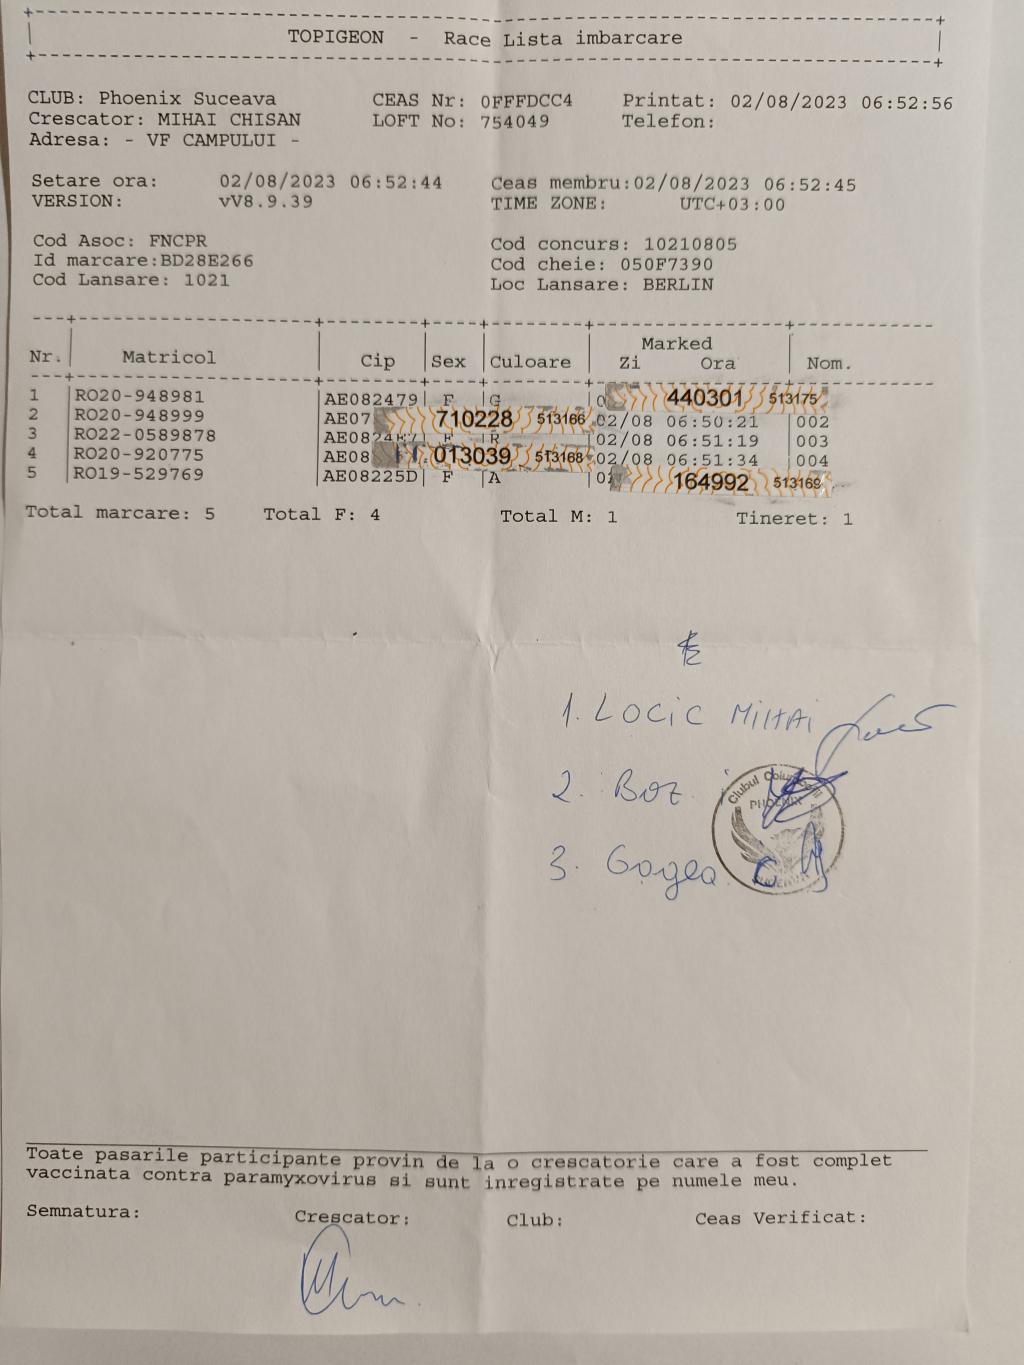 TOPIGEON - Race Lista imbarcare
CLUB: Phoenix Suceava CEAS Nr: 0FFFDCC4 Printat: 02/08/2023 06:52:56
Crescator: MIHAI CHISAN LOFT No: 754049 Telefon:
Adresa: - VF CAMPULUI -
Setare ora: 02/08/2023 06:52:44 Ceas membru:02/08/2023 06:52:45
VERSION: vV8.9.39 TIME ZONE: UTC+03:00
Cod Asoc: FNCPR Cod concurs: 10210805
Id marcare:BD28E266 Cod cheie: 050F7390
Cod Lansare: 1021 Loc Lansare: BERLIN
Marked
Nr. Matricol Cip Sex Culoare Zi Ora Nom.
1 RO20-948981 AE082479 F G 440301 513175
2 RO20-948999 AE07 710228 513166 02/08 06:50:21 002
3 RO22-0589878 F R 02/08 06:51:19 003
4 RO20-920775 AE08 013039 513168 02/08 06:51:34 004
5 RO19-529769 AE08225D F A 164992 513169
Total marcare: 5 Total F: 4 Total M: 1 Tineret: 1
1. LOCIC MIHAI
2. Boz
3. Gogea
Clubul
PHOENIX
Toate pasarile participante provin de la o crescatorie care a fost complet
vaccinata contra paramyxovirus si sunt inregistrate pe numele meu.
Semnatura: Crescator: Club: Ceas Verificat: